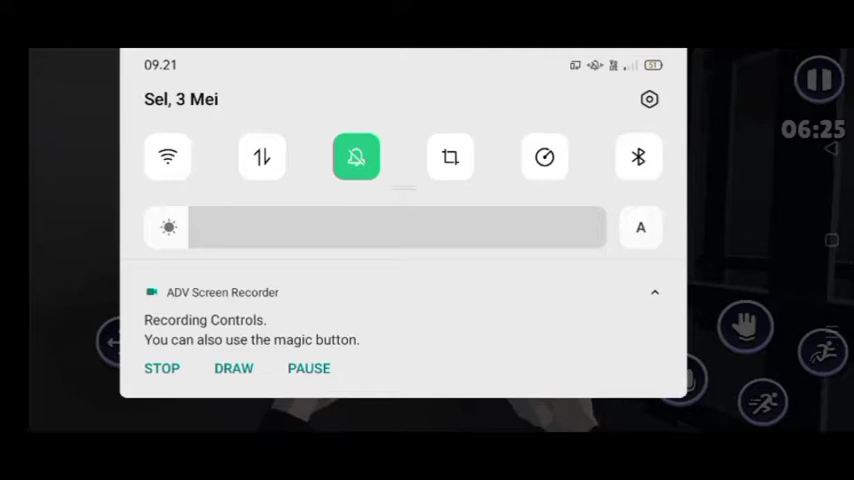 09.21
51
Sel, 3 Mei
06:25
A
ADV Screen Recorder
Recording Controls.
You can also use the magic button.
STOP DRAW PAUSE